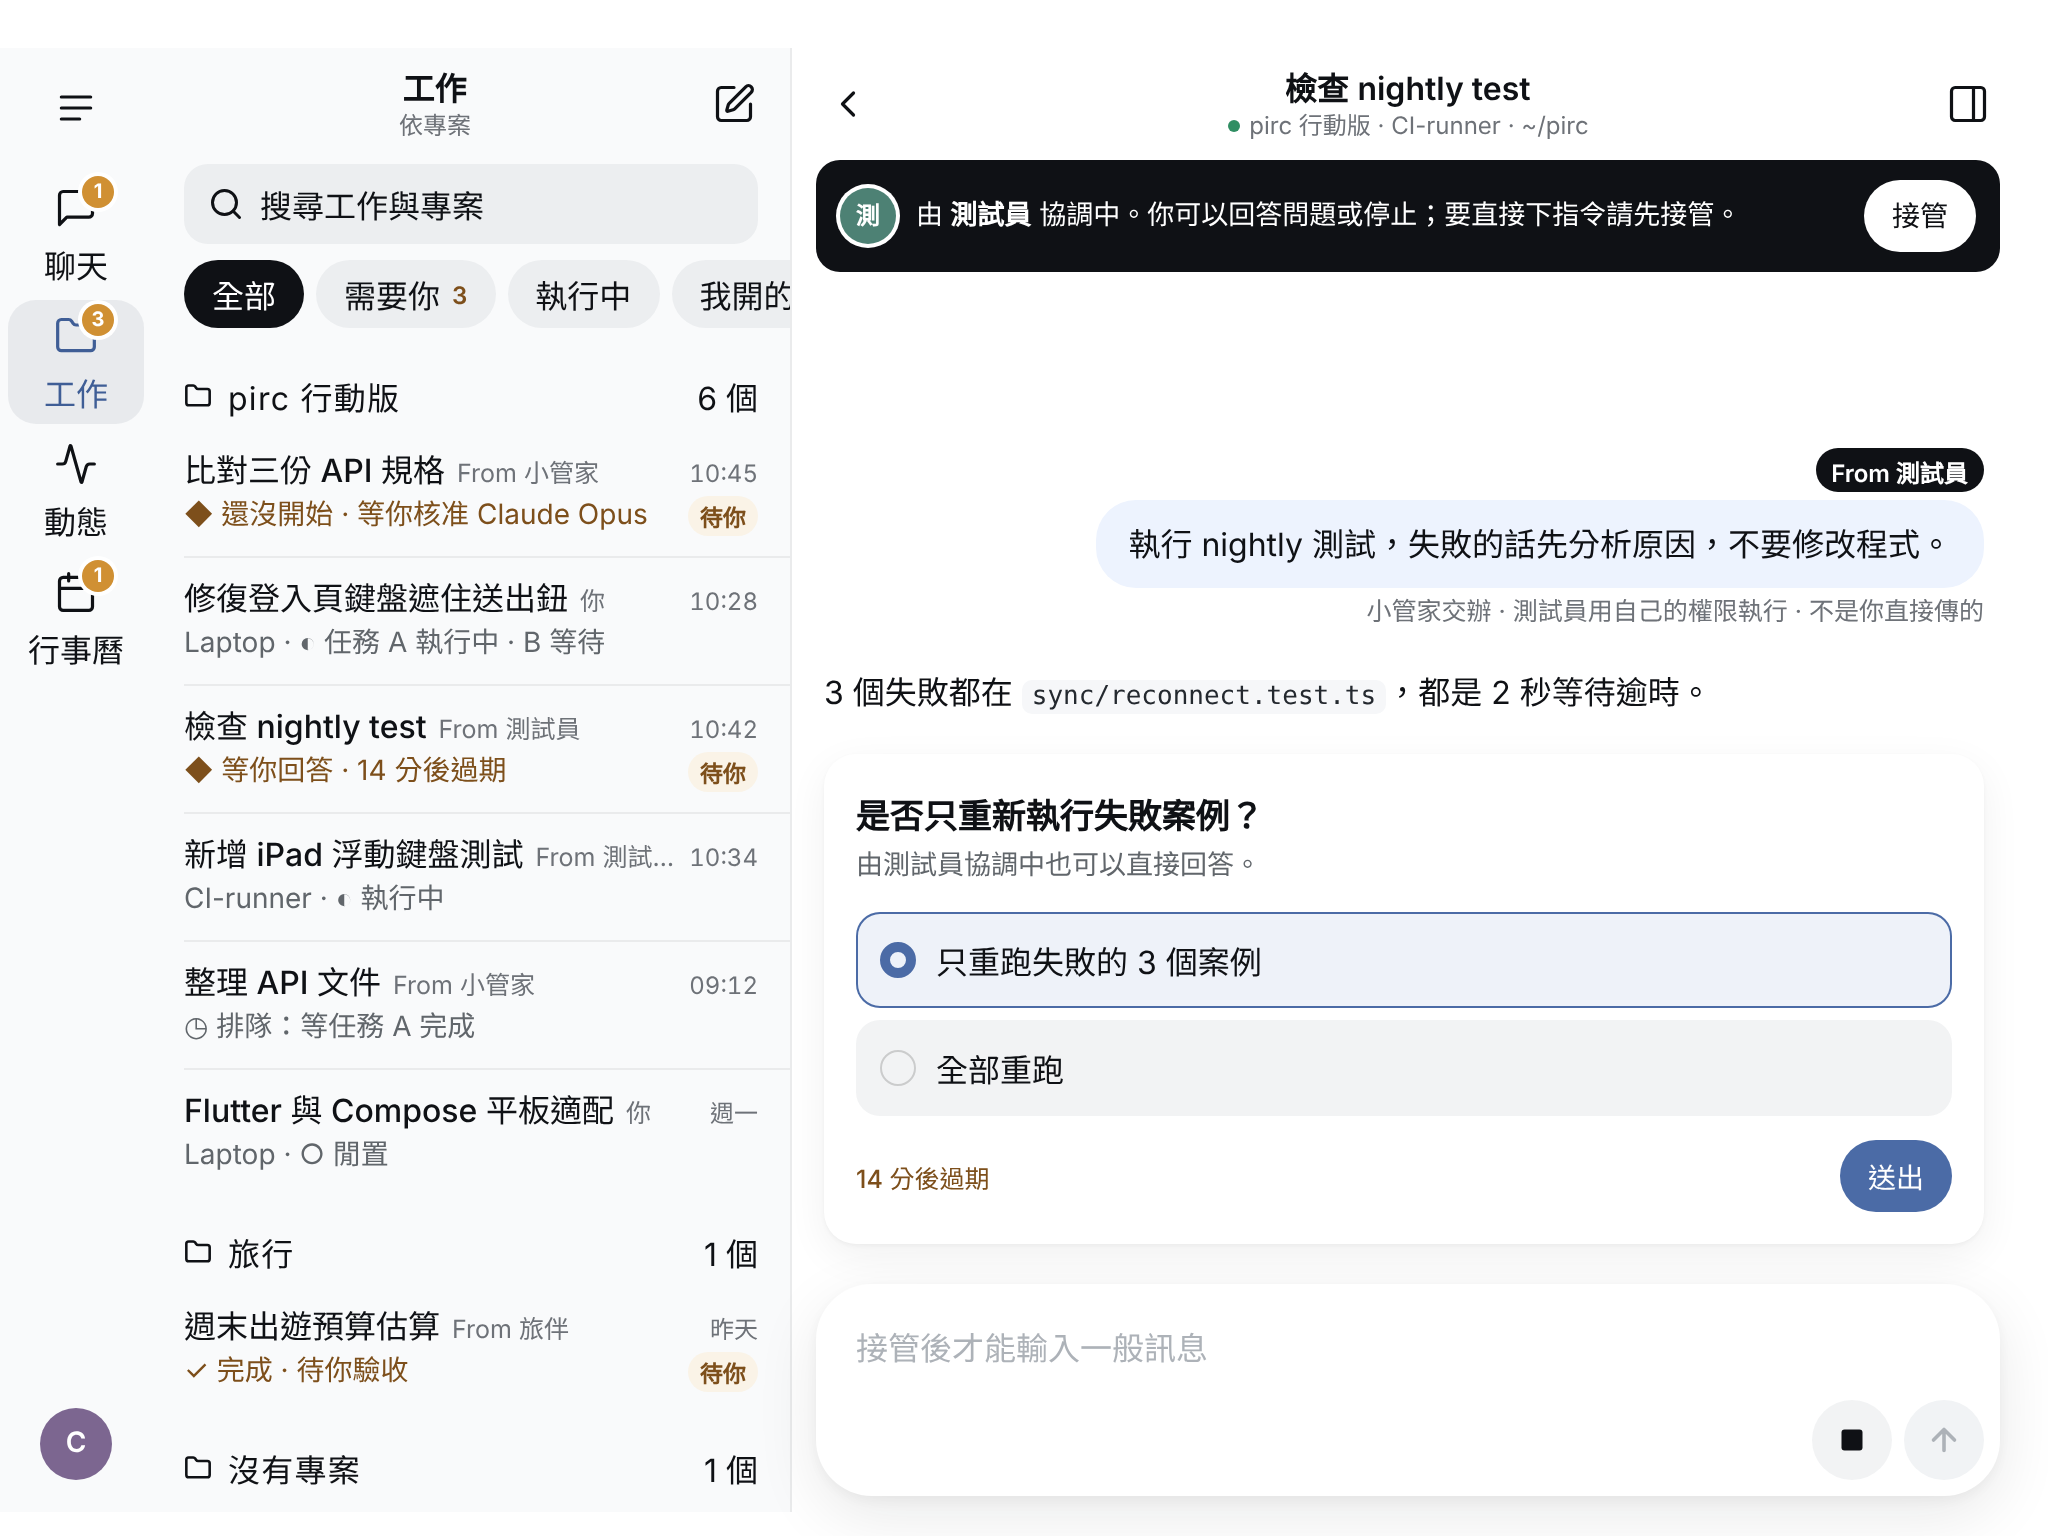 工作
依專案
搜尋工作與專案
全部
需要你 3
執行中
我開的
1
聊天
3
工作
動態
1
行事曆
C
pirc 行動版 6 個
比對三份 API 規格 From 小管家 10:45
◆ 還沒開始 · 等你核准 Claude Opus 待你
修復登入頁鍵盤遮住送出鈕 你 10:28
Laptop · 任務 A 執行中 · B 等待
檢查 nightly test From 測試員 10:42
◆ 等你回答 · 14 分後過期 待你
新增 iPad 浮動鍵盤測試 From 測試… 10:34
CI-runner · 執行中
整理 API 文件 From 小管家 09:12
排隊：等任務 A 完成
Flutter 與 Compose 平板適配 你 週一
Laptop · 閒置
旅行 1 個
週末出遊預算估算 From 旅伴 昨天
✓ 完成 · 待你驗收 待你
沒有專案 1 個
檢查 nightly test
pirc 行動版 · CI-runner · ~/pirc
測 由 測試員 協調中。你可以回答問題或停止；要直接下指令請先接管。 接管
From 測試員
執行 nightly 測試，失敗的話先分析原因，不要修改程式。
小管家交辦 · 測試員用自己的權限執行 · 不是你直接傳的
3 個失敗都在 sync/reconnect.test.ts，都是 2 秒等待逾時。
是否只重新執行失敗案例？
由測試員協調中也可以直接回答。
只重跑失敗的 3 個案例
全部重跑
14 分後過期 送出
接管後才能輸入一般訊息